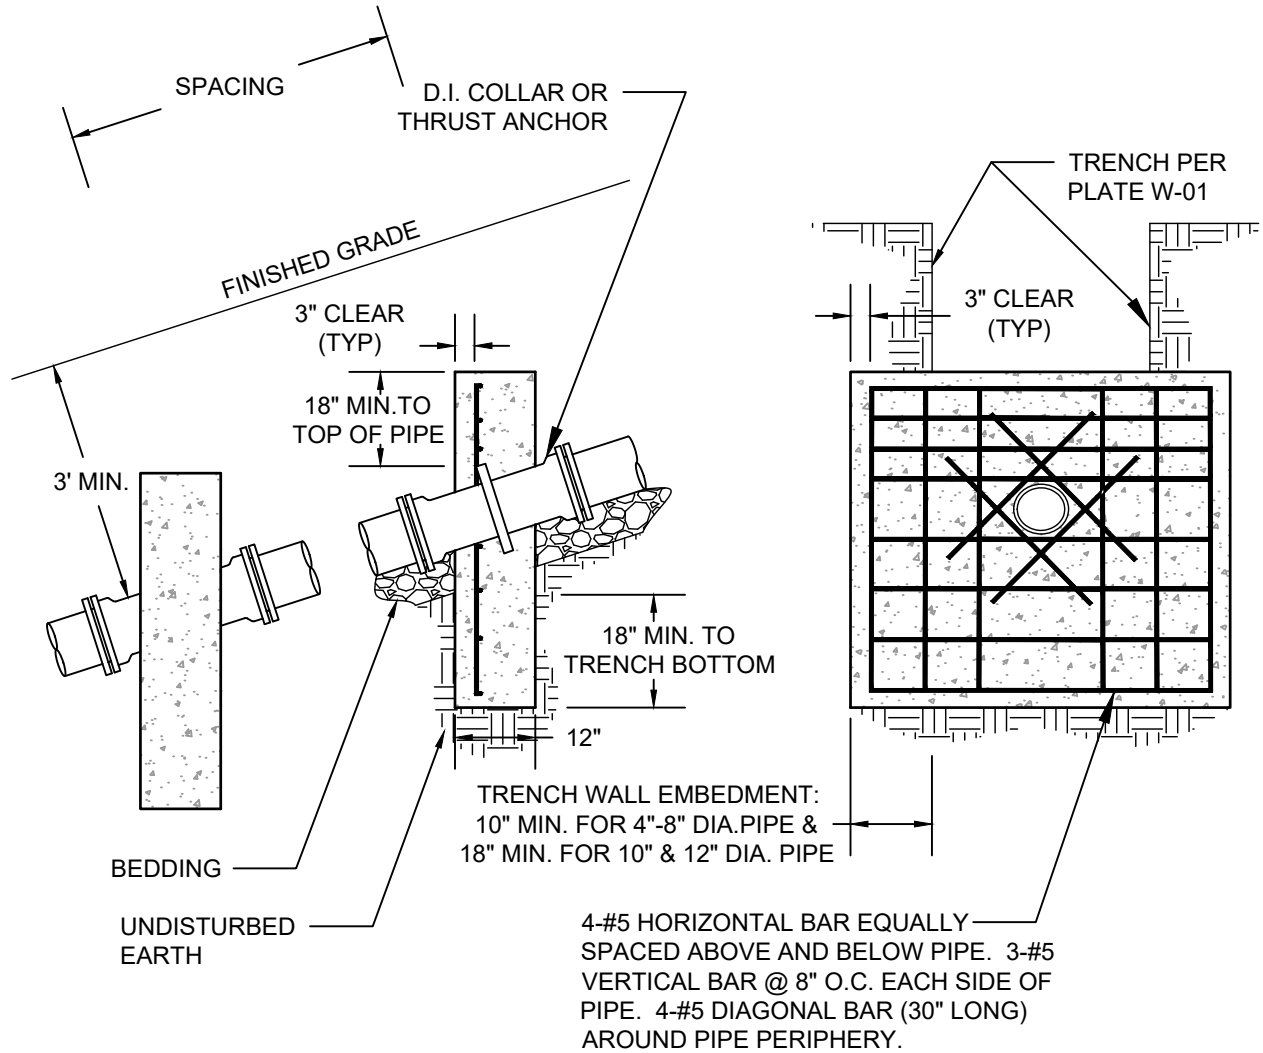 SPACING
D.I. COLLAR OR
THRUST ANCHOR
TRENCH PER
PLATE W-01
FINISHED GRADE
3" CLEAR
(TYP)
3" CLEAR
(TYP)
18" MIN.TO
TOP OF PIPE
3' MIN.
18" MIN. TO
TRENCH BOTTOM
12"
TRENCH WALL EMBEDMENT:
10" MIN. FOR 4"-8" DIA.PIPE &
18" MIN. FOR 10" & 12" DIA. PIPE
BEDDING
UNDISTURBED
EARTH
4-#5 HORIZONTAL BAR EQUALLY
SPACED ABOVE AND BELOW PIPE. 3-#5
VERTICAL BAR @ 8" O.C. EACH SIDE OF
PIPE. 4-#5 DIAGONAL BAR (30" LONG)
AROUND PIPE PERIPHERY.